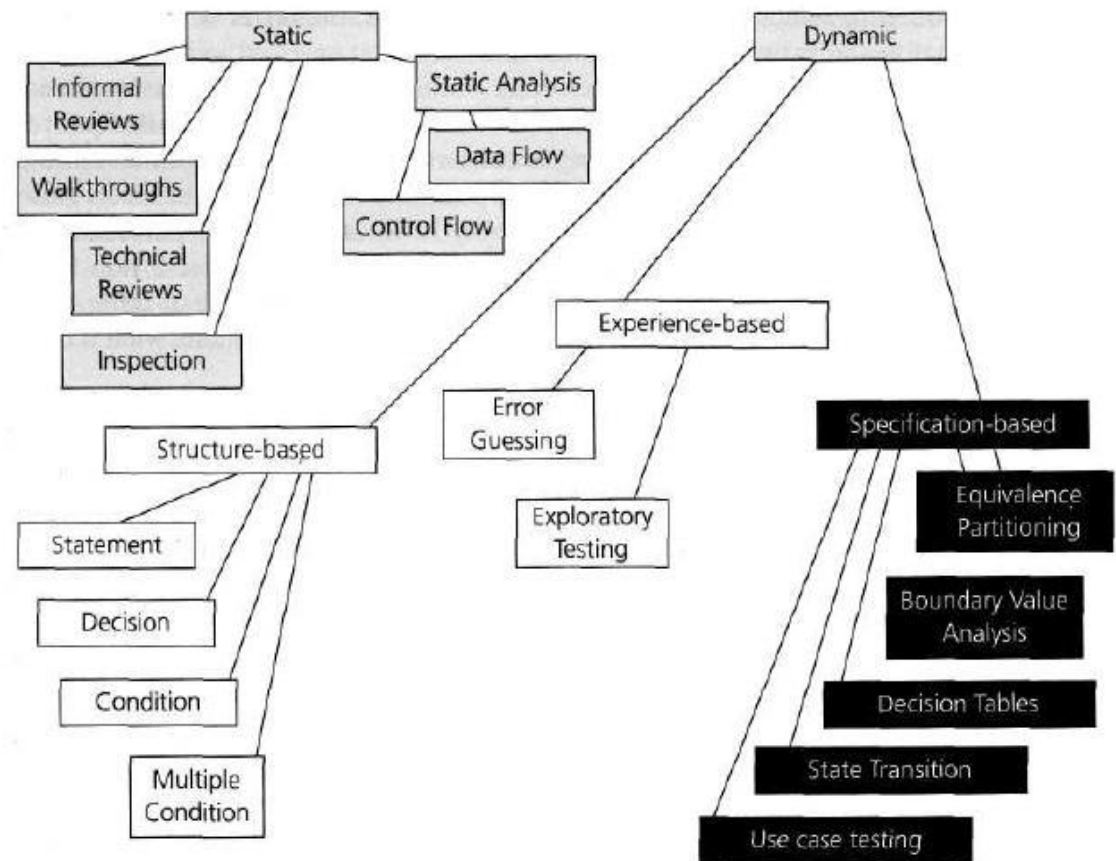 Static
Dynamic
Informal
Reviews
Static Analysis
Data Flow
Walkthroughs
Control Flow
Technical
Reviews
Inspection
Experience-based
Error
Guessing
Specification-based
Structure-based
Equivalence
Partitioning
Exploratory
Testing
Statement
Boundary Value
Analysis
Decision
Condition
Decision Tables
Multiple
Condition
State Transition
Use case testing